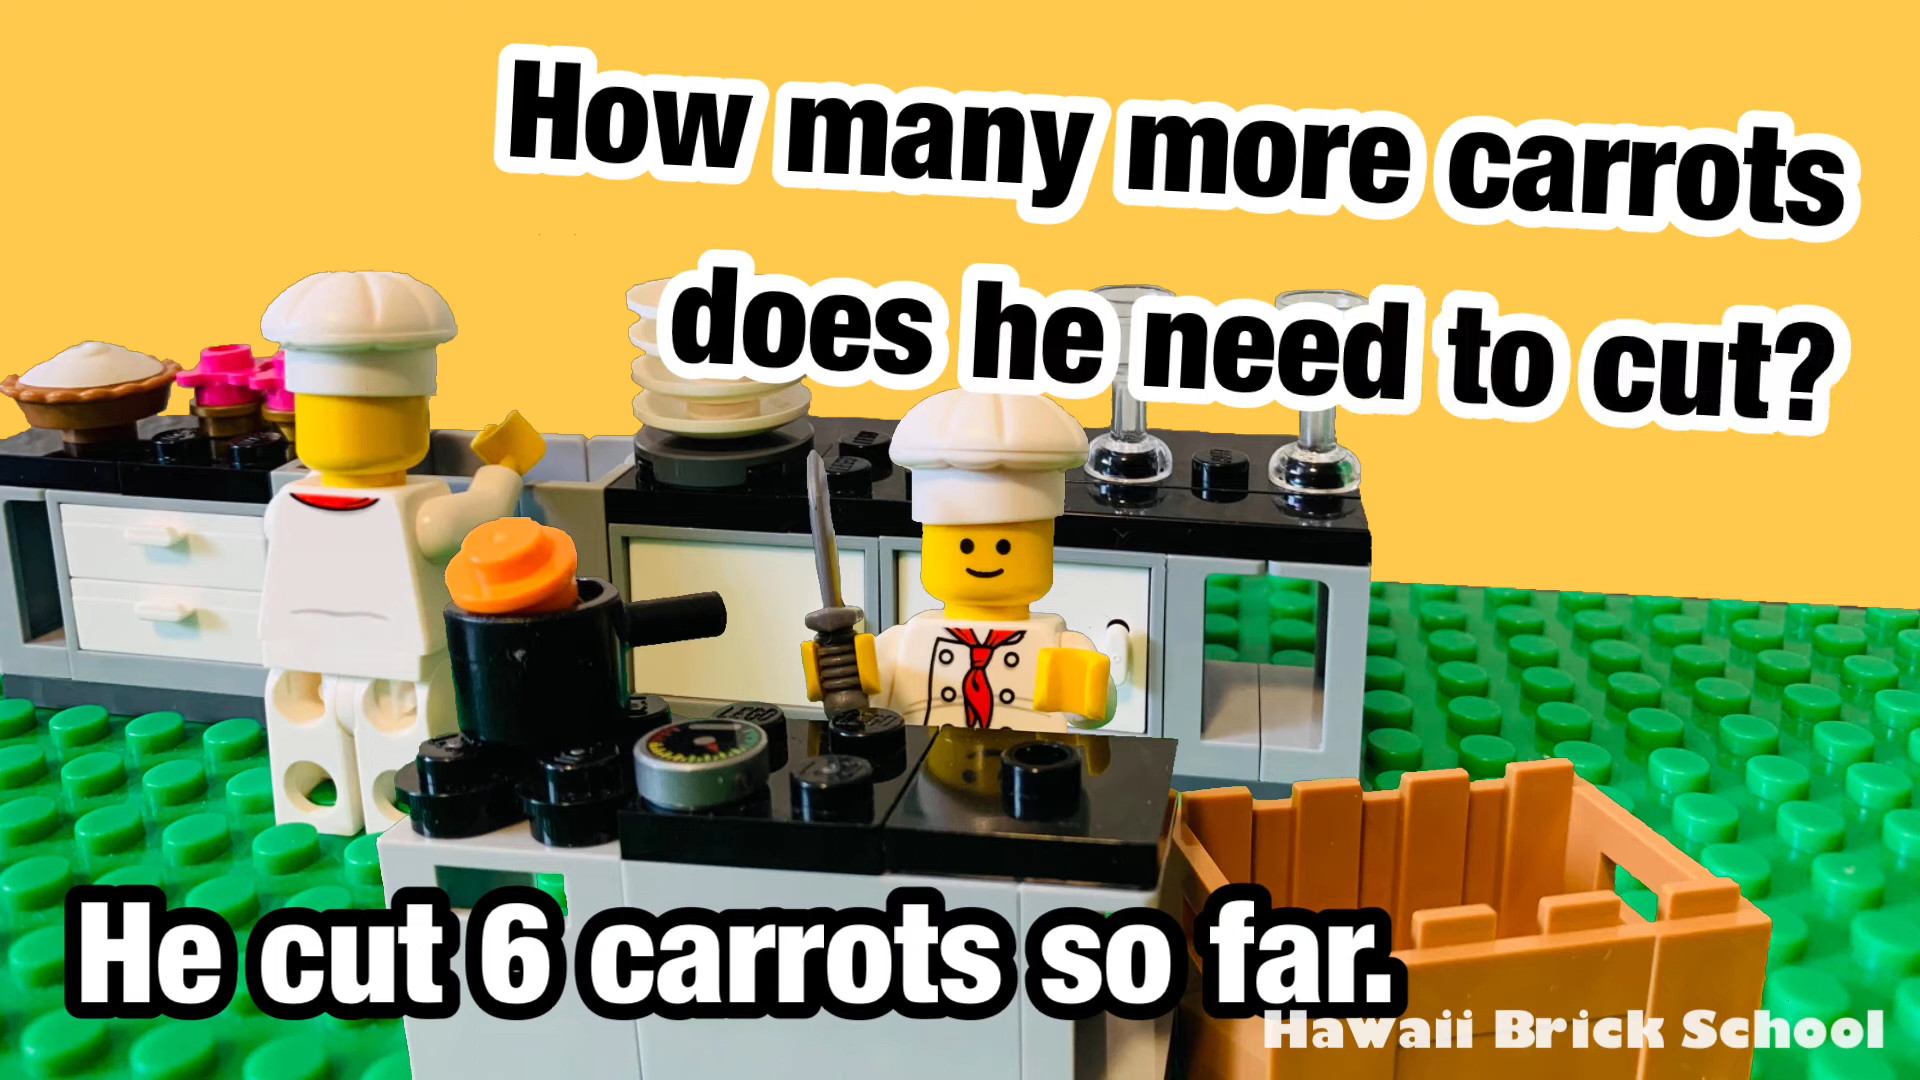 How many more carrots
does he need to cut?
He cut 6 carrots so far.
Hawaii Brick School